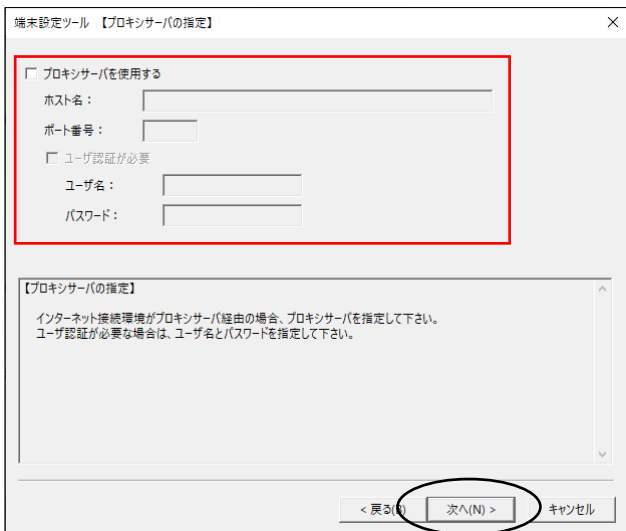 端末設定ツール 【プロキシサーバの指定】
プロキシサーバを使用する
ホスト名：
ポート番号：
ユーザ認証が必要
ユーザ名：
パスワード：
【プロキシサーバの指定】
インターネット接続環境がプロキシサーバ経由の場合、プロキシサーバを指定して下さい。
ユーザ認証が必要な場合は、ユーザ名とパスワードを指定して下さい。
< 戻る(B) 次へ(N) > キャンセル